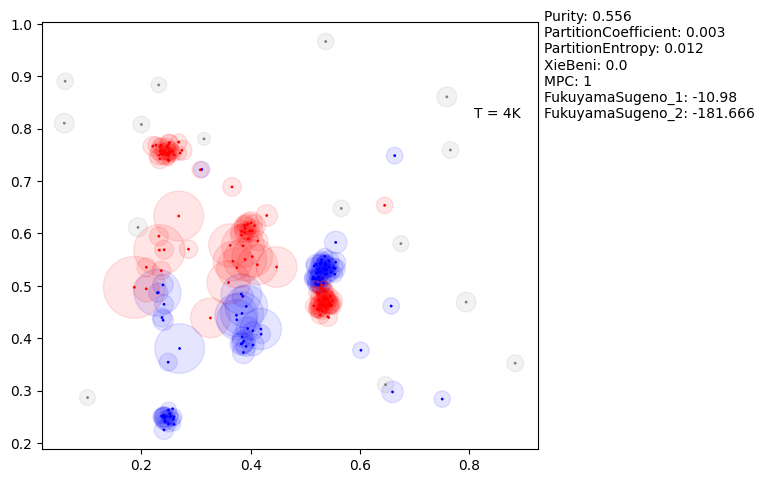 Purity: 0.556
PartitionCoefficient: 0.003
PartitionEntropy: 0.012
XieBeni: 0.0
MPC: 1
FukuyamaSugeno_1: -10.98
FukuyamaSugeno_2: -181.666
T = 4K
1.0
0.9
0.8
0.7
0.6
0.5
0.4
0.3
0.2
0.2 0.4 0.6 0.8